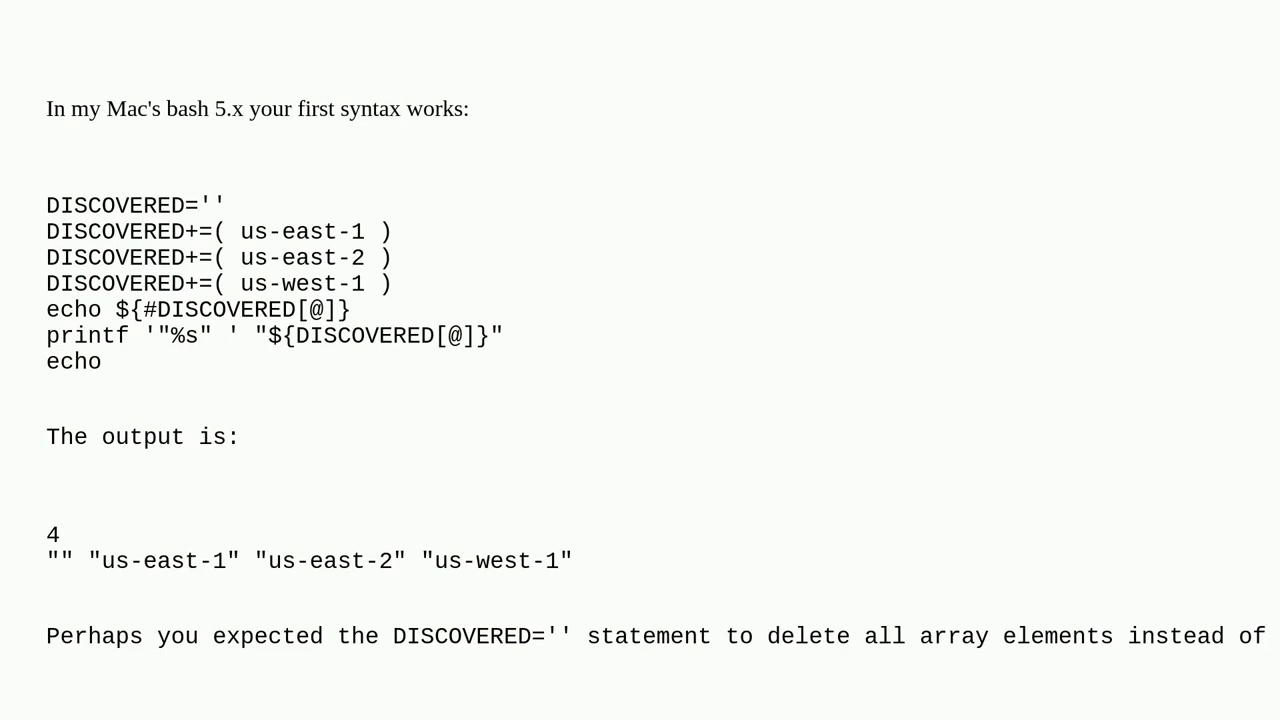 In my Mac's bash 5.x your first syntax works:
DISCOVERED=''
DISCOVERED+=( us-east-1 )
DISCOVERED+=( us-east-2 )
DISCOVERED+=( us-west-1 )
echo ${#DISCOVERED[@]}
printf '"%s" ' "${DISCOVERED[@]}"
echo
The output is:
4
"" "us-east-1" "us-east-2" "us-west-1"
Perhaps you expected the DISCOVERED='' statement to delete all array elements instead of